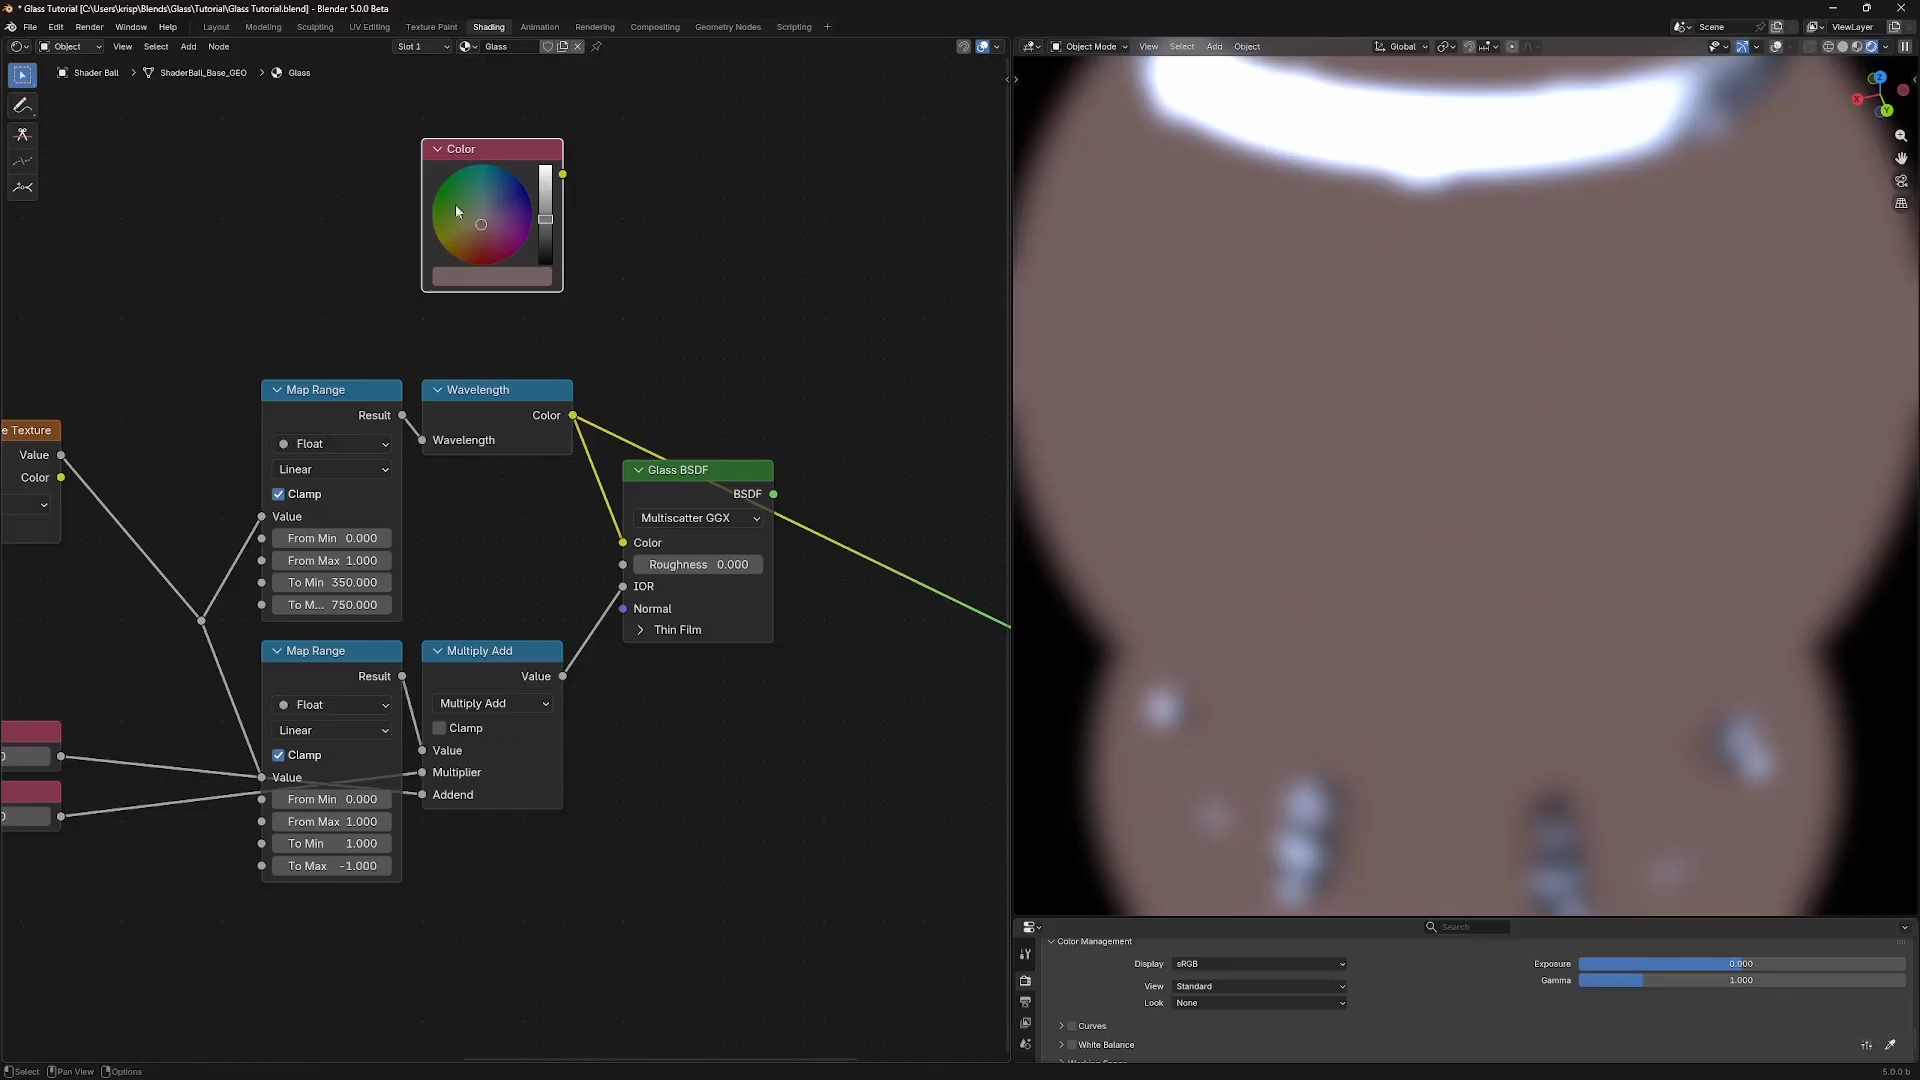 * Glass Tutorial [C:\Users\krisp\Blends\Glass\Tutorial\Glass Tutorial.blend] - Blender 5.0.0 Beta
File Edit Render Window Help Layout Modeling Sculpting UV Editing Texture Paint Shading Animation Rendering Compositing Geometry Nodes Scripting + Scene ViewLayer
Object View Select Add Node Slot 1 Glass Object Mode View Select Add Object Global
Shader Ball > ShaderBall_Base_GEO > Glass
Color
Map Range
Result
Float
Linear
Clamp
Value
From Min 0.000
From Max 1.000
To Min 350.000
To M... 750.000
Wavelength
Color
Wavelength
e Texture
Value
Color
Glass BSDF
BSDF
Multiscatter GGX
Color
Roughness 0.000
IOR
Normal
Thin Film
Map Range
Result
Float
Linear
Clamp
Value
From Min 0.000
From Max 1.000
To Min 1.000
To Max -1.000
Multiply Add
Value
Multiply Add
Clamp
Value
Multiplier
Addend
Z
X
Y
Search
Color Management
Display sRGB
View Standard
Look None
Exposure 0.000
Gamma 1.000
Curves
White Balance
Select Pan View Options 5.0.0 b